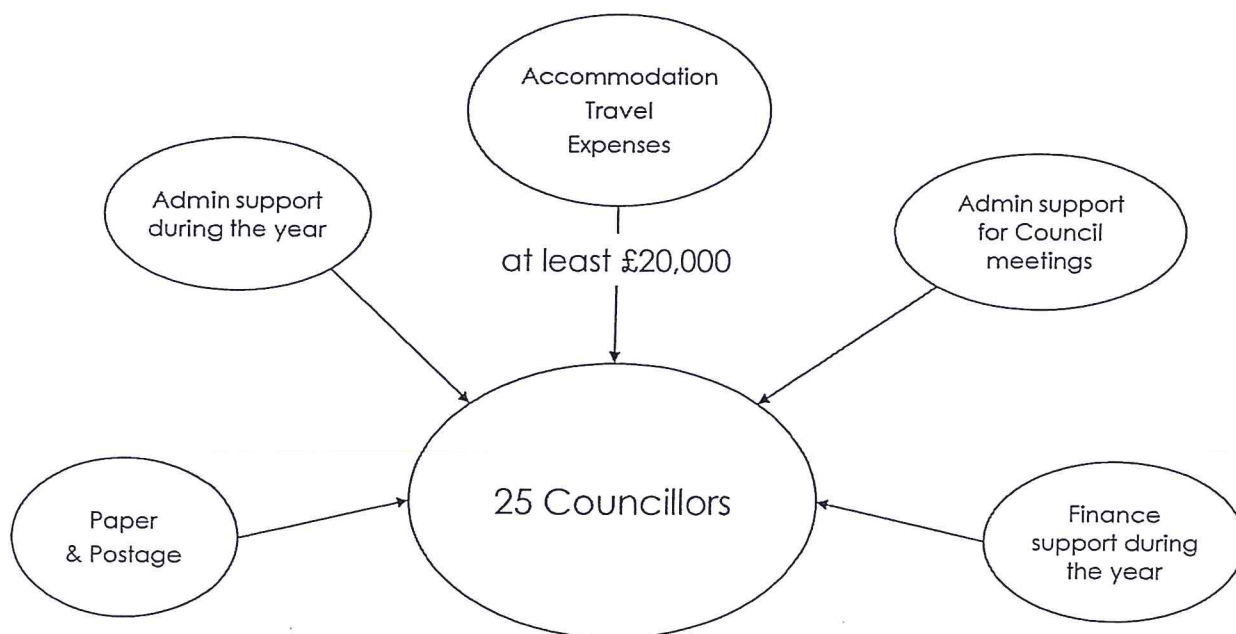 Accommodation
Travel
Expenses
Admin support
during the year
Admin support
for Council
meetings
at least £20,000
25 Councillors
Paper
& Postage
Finance
support during
the year